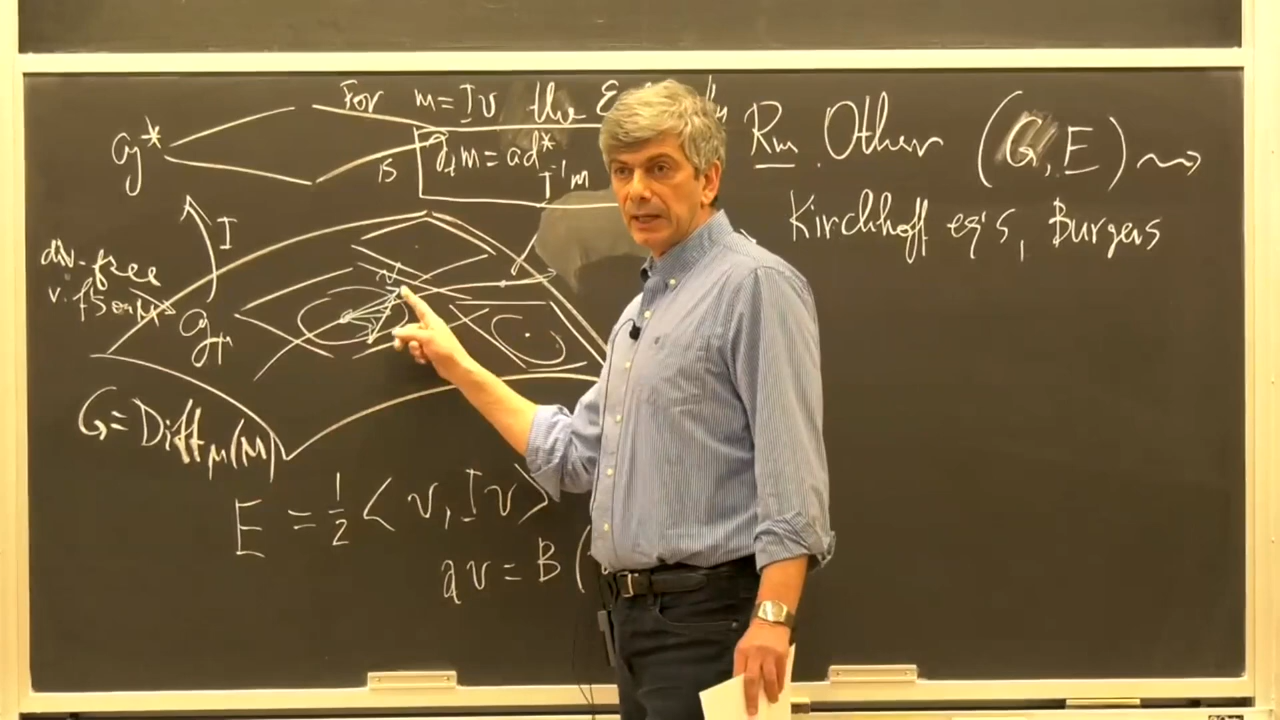 For m=Iv the E
g*
is ∂ₜm = ad*_{I⁻¹m}
I
div-free
v. fs on M
g_μ
v
G = Diff_μ(M)
E = 1/2 < v, Iv >
∂v = B(
Rm. Other (G, E) ⇝
Kirchhoff eq's, Burgers